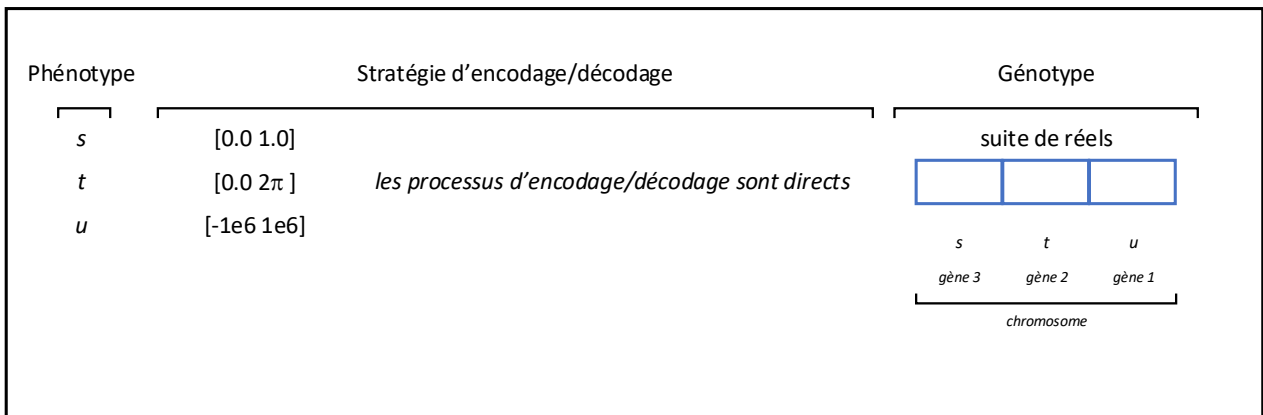 Phénotype Stratégie d'encodage/décodage Génotype
s [0.0 1.0] suite de réels
t [0.0 2π ] les processus d'encodage/décodage sont directs
u [-1e6 1e6]
s t u
gène 3 gène 2 gène 1
chromosome